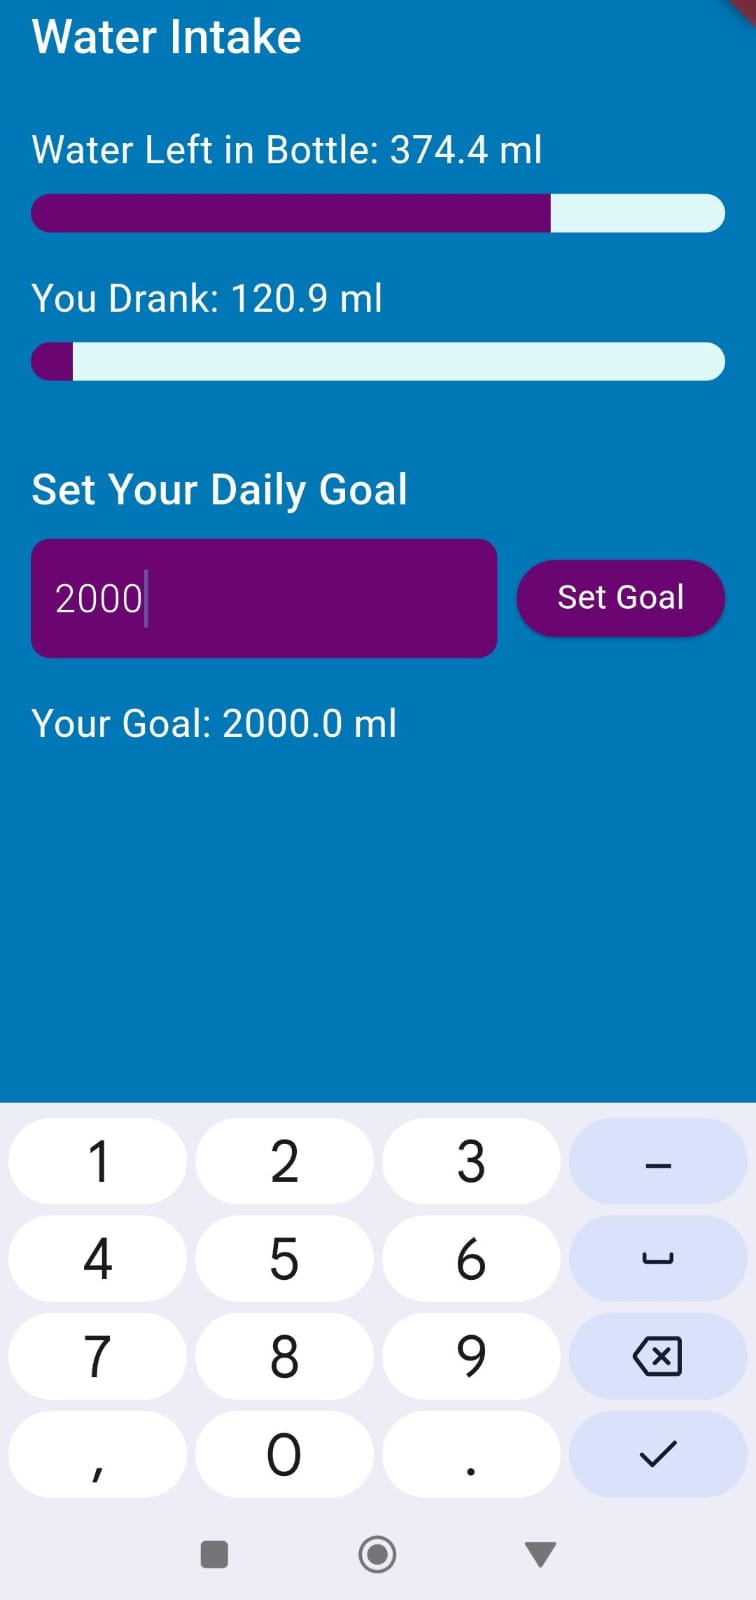 Water Intake
Water Left in Bottle: 374.4 ml
You Drank: 120.9 ml
Set Your Daily Goal
2000
Set Goal
Your Goal: 2000.0 ml
1 2 3 –
4 5 6
7 8 9
, 0 .